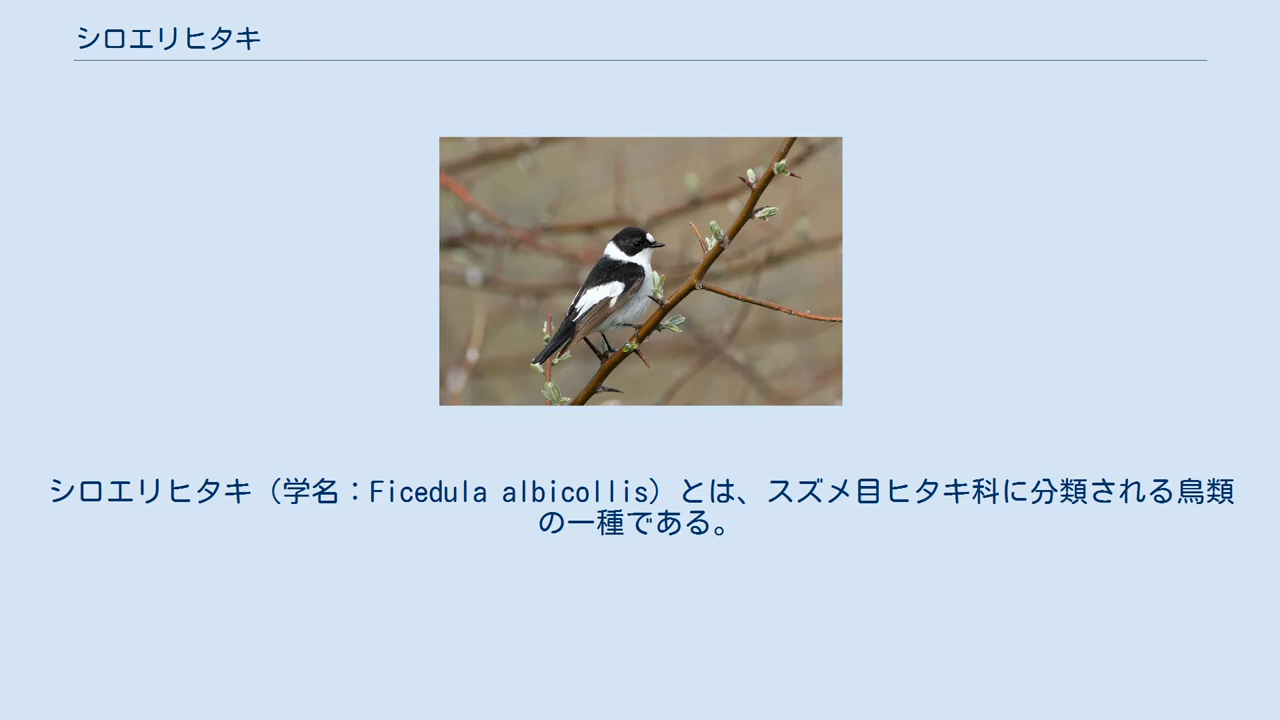 シロエリヒタキ
シロエリヒタキ（学名：Ficedula albicollis）とは、スズメ目ヒタキ科に分類される鳥類
の一種である。